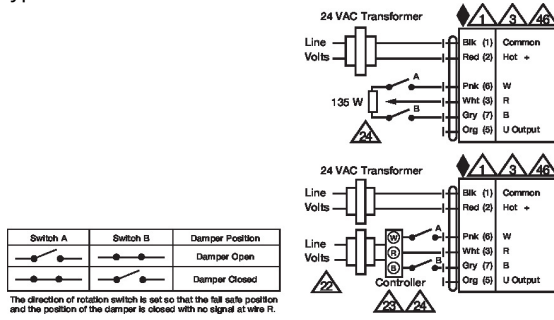 24 VAC Transformer
1 3 46
Line
Volts
Blk (1) Common
Red (2) Hot +
A
Pnk (6) W
135 W
Wht (3) R
B
Gry (7) B
Org (5) U Output
24
24 VAC Transformer
1 3 46
Line
Volts
Blk (1) Common
Red (2) Hot +
A
W
Pnk (6) W
Line
Volts
R
Wht (3) R
B
B
Gry (7) B
Org (5) U Output
22
Controller
23 24
Switch A Switch B Damper Position
Damper Open
Damper Closed
The direction of rotation switch is set so that the fail safe position
and the position of the damper is closed with no signal at wire R.